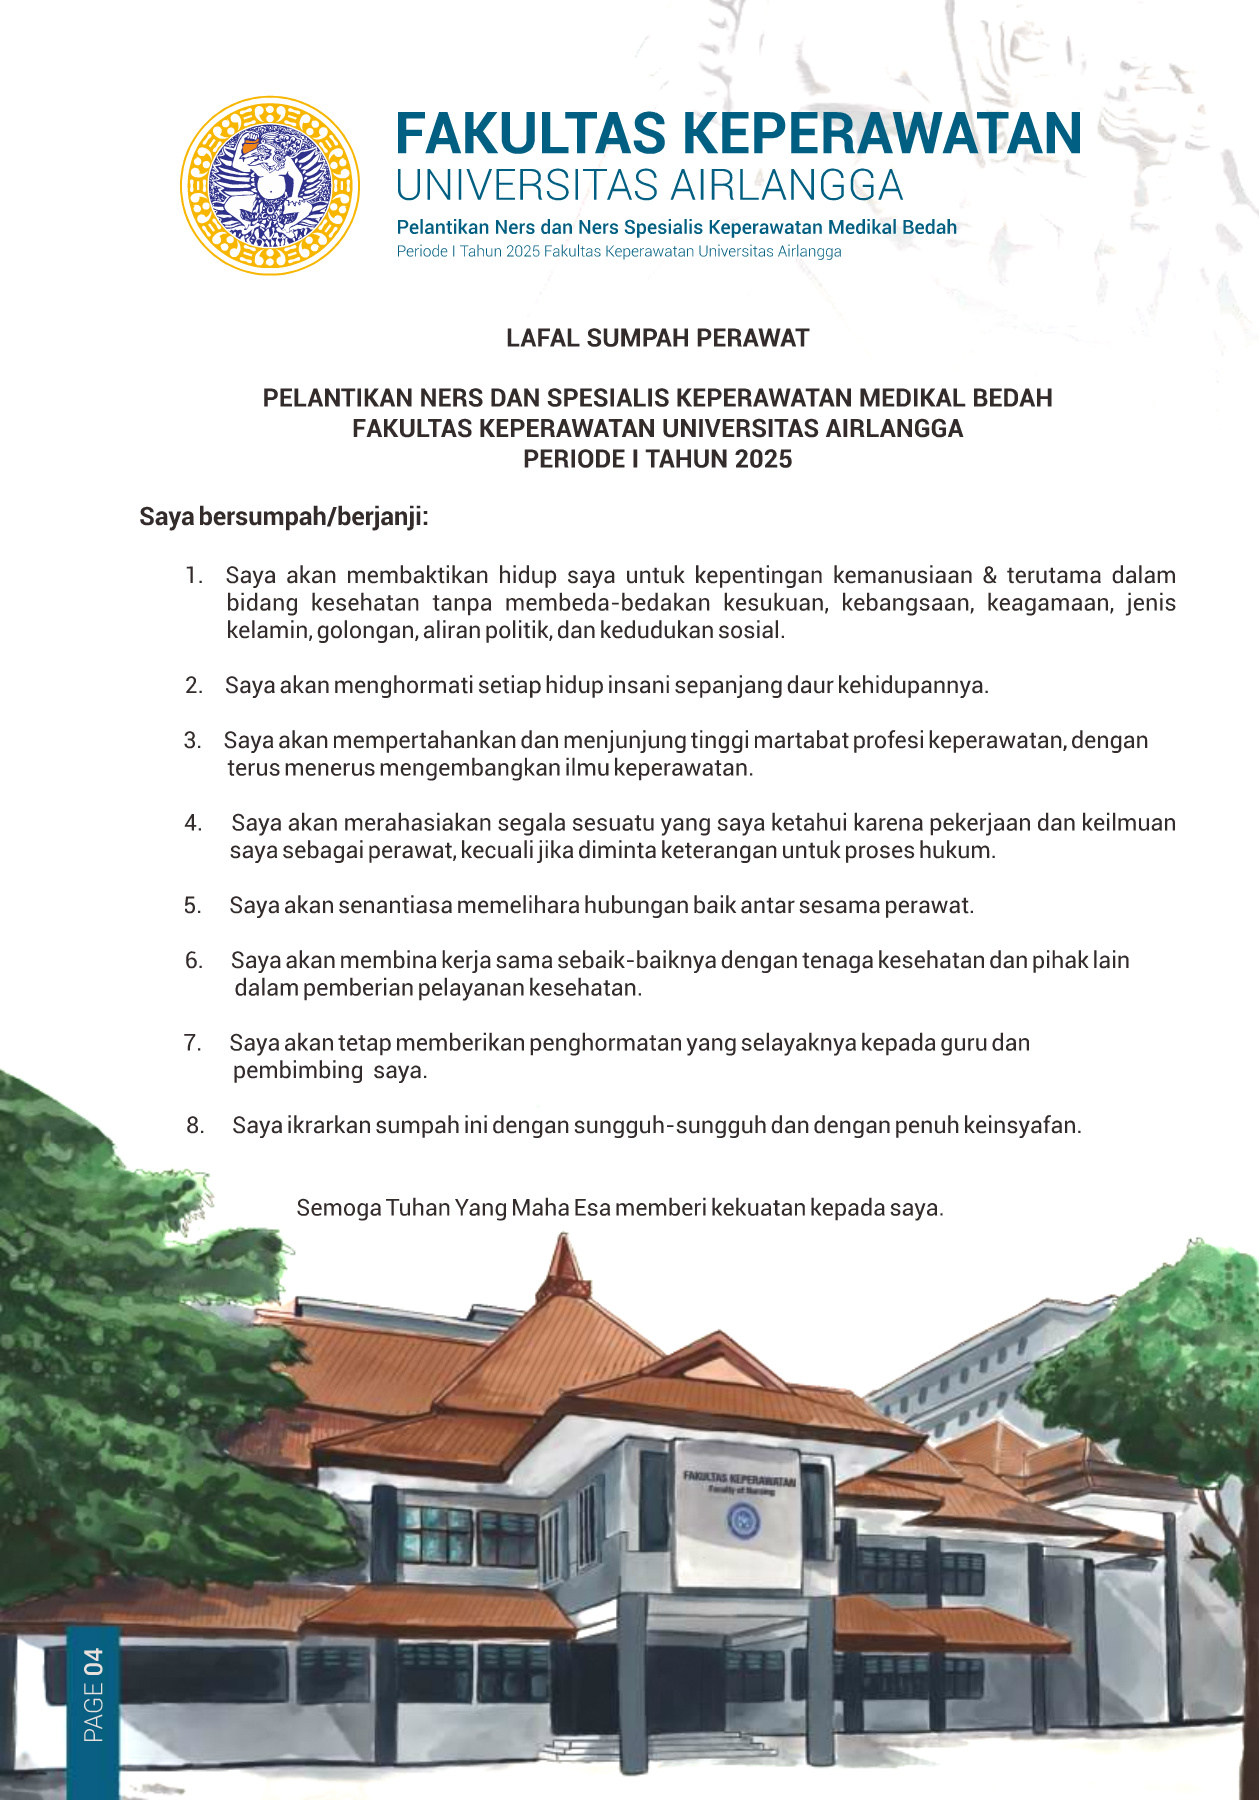 FAKULTAS KEPERAWATAN
UNIVERSITAS AIRLANGGA
Pelantikan Ners dan Ners Spesialis Keperawatan Medikal Bedah
Periode I Tahun 2025 Fakultas Keperawatan Universitas Airlangga
LAFAL SUMPAH PERAWAT
PELANTIKAN NERS DAN SPESIALIS KEPERAWATAN MEDIKAL BEDAH
FAKULTAS KEPERAWATAN UNIVERSITAS AIRLANGGA
PERIODE I TAHUN 2025
Saya bersumpah/berjanji:
1. Saya akan membaktikan hidup saya untuk kepentingan kemanusiaan & terutama dalam
bidang kesehatan tanpa membeda-bedakan kesukuan, kebangsaan, keagamaan, jenis
kelamin, golongan, aliran politik, dan kedudukan sosial.
2. Saya akan menghormati setiap hidup insani sepanjang daur kehidupannya.
3. Saya akan mempertahankan dan menjunjung tinggi martabat profesi keperawatan, dengan
terus menerus mengembangkan ilmu keperawatan.
4. Saya akan merahasiakan segala sesuatu yang saya ketahui karena pekerjaan dan keilmuan
saya sebagai perawat, kecuali jika diminta keterangan untuk proses hukum.
5. Saya akan senantiasa memelihara hubungan baik antar sesama perawat.
6. Saya akan membina kerja sama sebaik-baiknya dengan tenaga kesehatan dan pihak lain
dalam pemberian pelayanan kesehatan.
7. Saya akan tetap memberikan penghormatan yang selayaknya kepada guru dan
pembimbing saya.
8. Saya ikrarkan sumpah ini dengan sungguh-sungguh dan dengan penuh keinsyafan.
Semoga Tuhan Yang Maha Esa memberi kekuatan kepada saya.
FAKULTAS KEPERAWATAN
Faculty of Nursing
PAGE 04